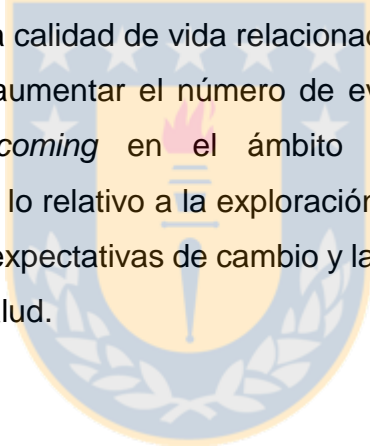 a calidad de vida relacionad
aumentar el número de ev
coming en el ámbito
lo relativo a la exploración
expectativas de cambio y la
alud.